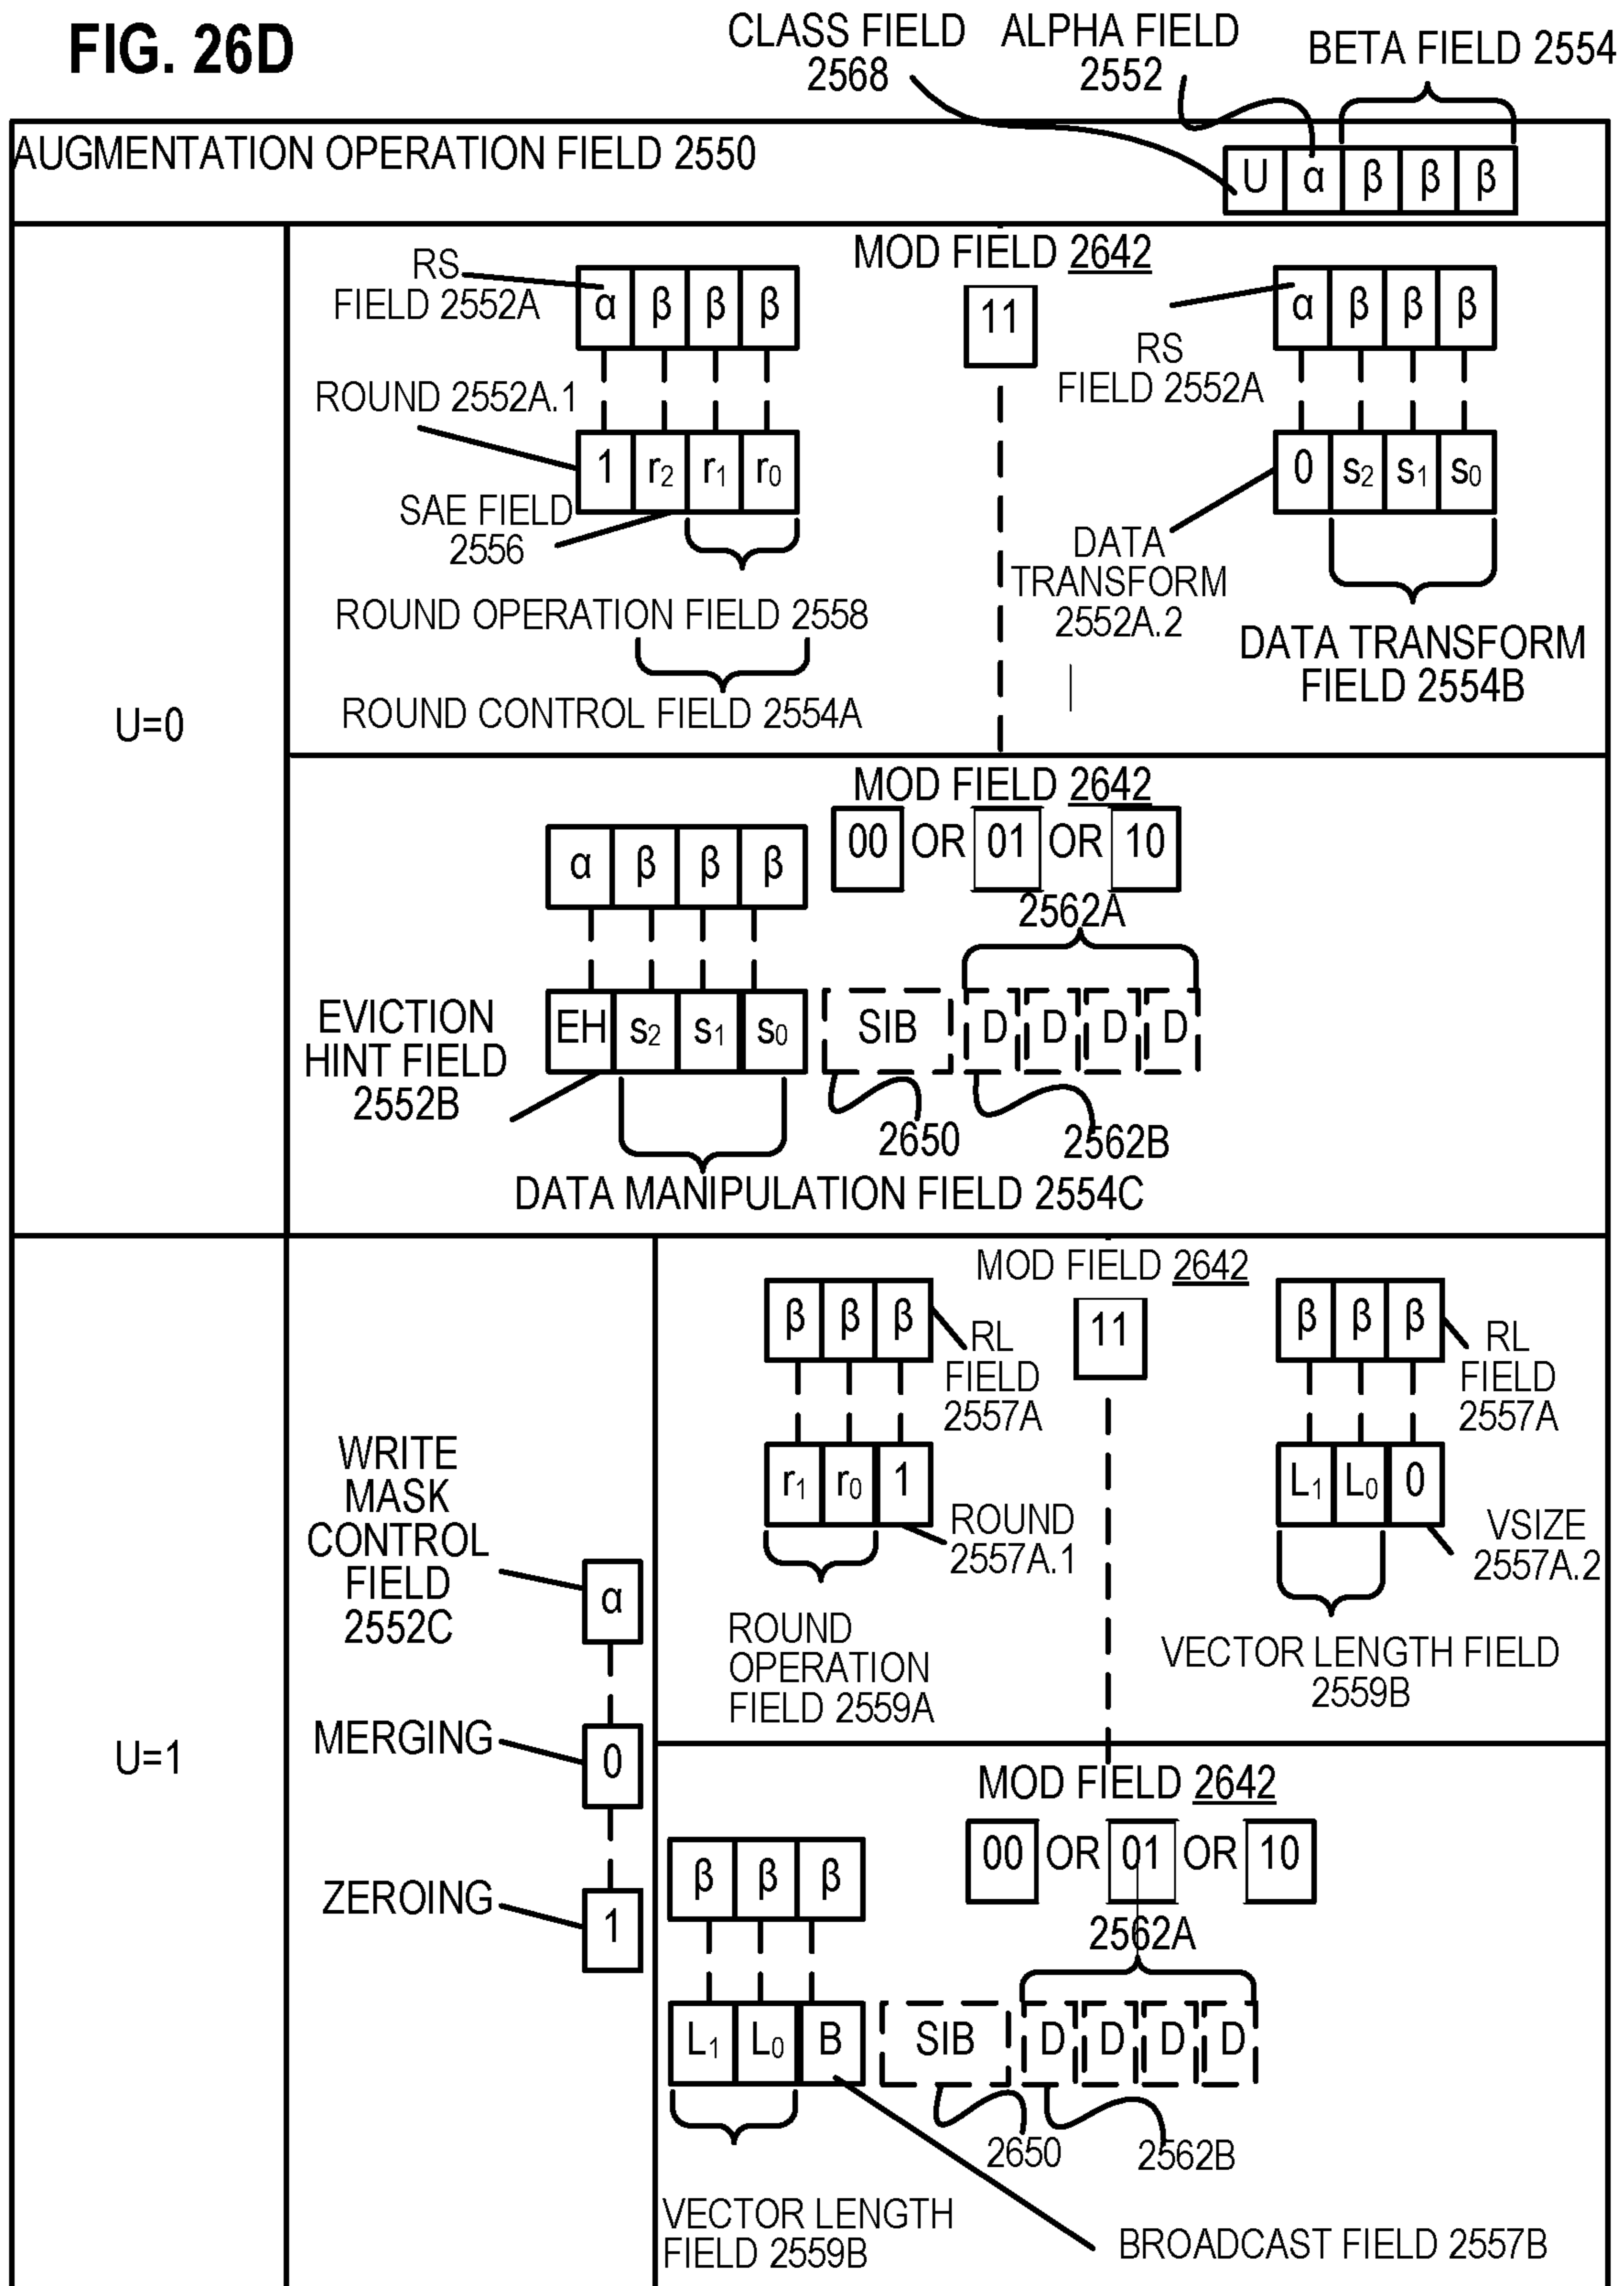 FIG. 26D
CLASS FIELD
2568
ALPHA FIELD
2552
BETA FIELD 2554
AUGMENTATION OPERATION FIELD 2550
U α β β β
U=0
MOD FIELD 2642
11
RS
FIELD 2552A
α β β β
ROUND 2552A.1
1 r2 r1 r0
SAE FIELD
2556
ROUND OPERATION FIELD 2558
ROUND CONTROL FIELD 2554A
α β β β
RS
FIELD 2552A
0 s2 s1 s0
DATA
TRANSFORM
2552A.2
DATA TRANSFORM
FIELD 2554B
MOD FIELD 2642
00 OR 01 OR 10
α β β β
2562A
EVICTION
HINT FIELD
2552B
EH s2 s1 s0 SIB D D D D
2650
2562B
DATA MANIPULATION FIELD 2554C
U=1
WRITE
MASK
CONTROL
FIELD
2552C
α
MERGING
0
ZEROING
1
MOD FIELD 2642
11
β β β
RL
FIELD
2557A
r1 r0 1
ROUND
2557A.1
ROUND
OPERATION
FIELD 2559A
β β β
RL
FIELD
2557A
L1 L0 0
VSIZE
2557A.2
VECTOR LENGTH FIELD
2559B
MOD FIELD 2642
00 OR 01 OR 10
β β β
2562A
L1 L0 B SIB D D D D
2650
2562B
VECTOR LENGTH
FIELD 2559B
BROADCAST FIELD 2557B